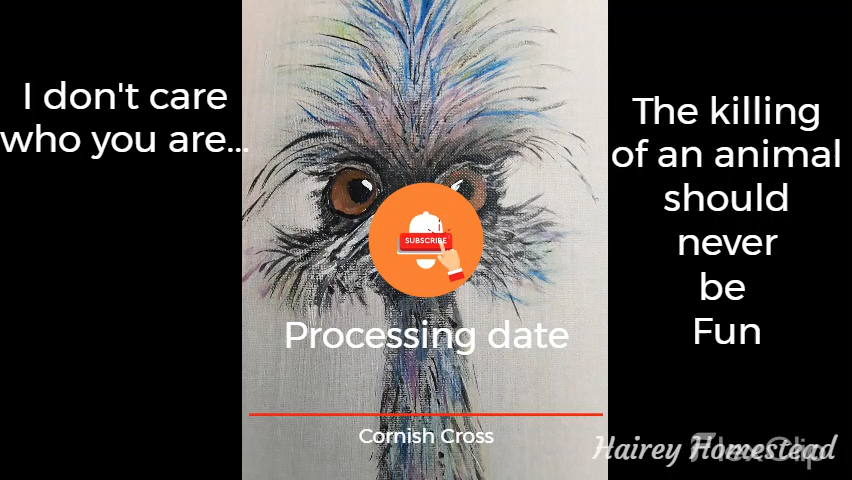 I don't care
who you are...
The killing
of an animal
should
never
be
Fun
SUBSCRIBE
Processing date
Cornish Cross
Hairey Homestead
FlexClip